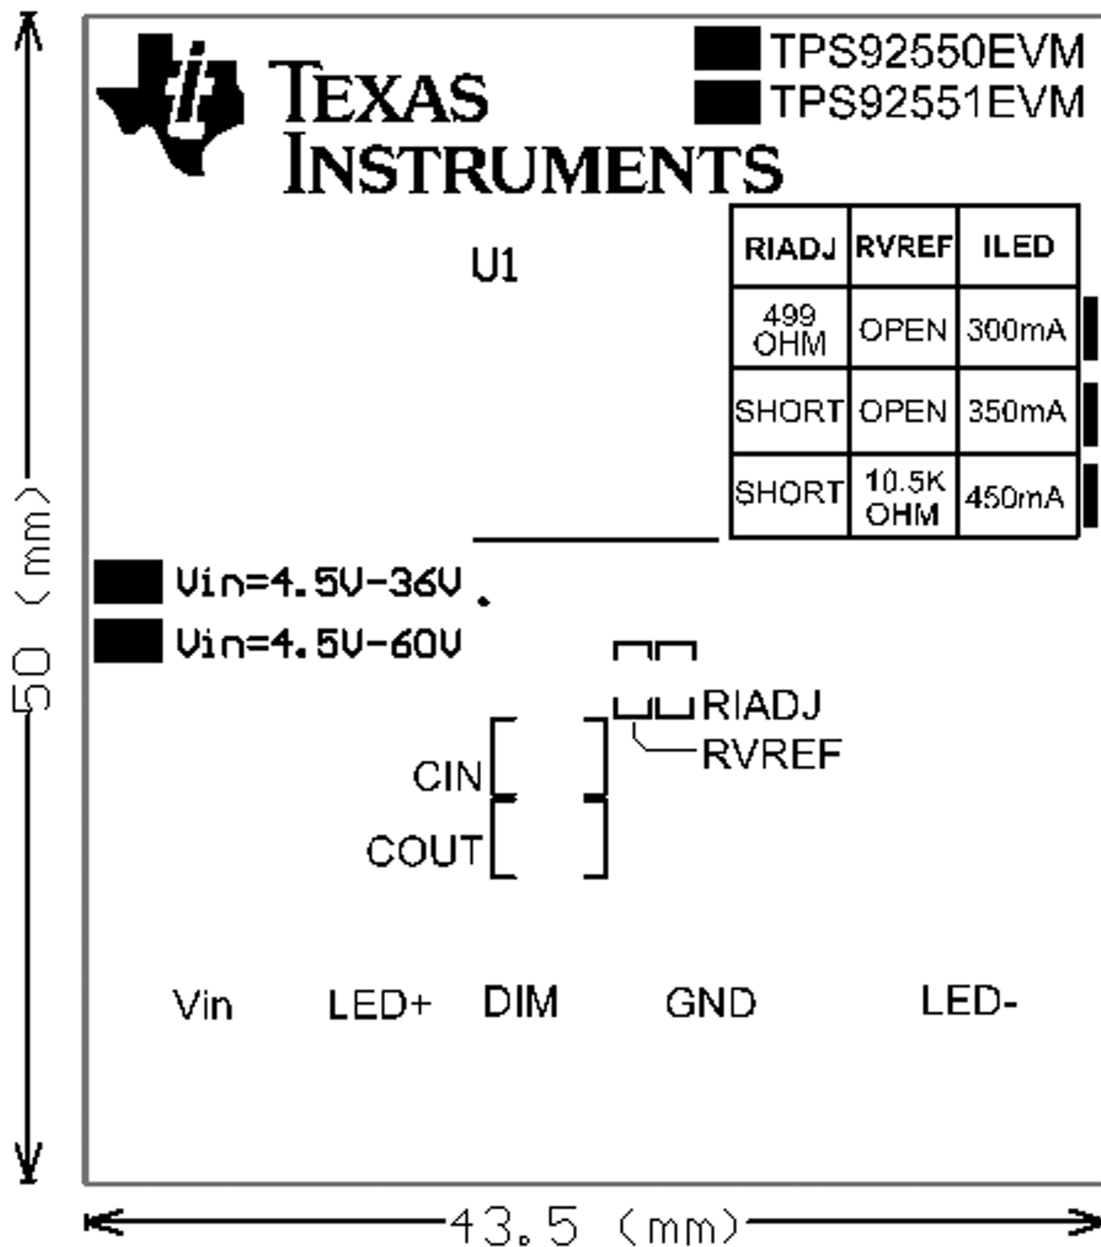 TEXAS
INSTRUMENTS
TPS92550EVM
TPS92551EVM
U1
RIADJ RVREF ILED
499 OHM OPEN 300mA
SHORT OPEN 350mA
SHORT 10.5K OHM 450mA
Vin=4.5V-36V
Vin=4.5V-60V
RIADJ
RVREF
CIN
COUT
Vin LED+ DIM GND LED-
50 (mm)
43.5 (mm)